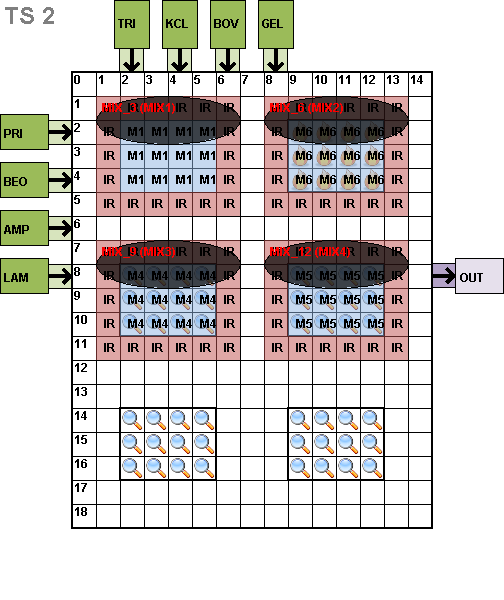 TS 2
TRI KCL BOV GEL
0 1 2 3 4 5 6 7 8 9 10 11 12 13 14
1 (MIX1) IR IR (MIX2) IR IR
PRI 2 IR M1 M1 M1 M1 IR IR M6 M6 M6 M6 IR
3 IR M1 M1 M1 M1 IR IR M6 M6 M6 M6 IR
BEO 4 IR M1 M1 M1 M1 IR IR M6 M6 M6 M6 IR
5 IR IR IR IR IR IR IR IR IR IR IR IR
AMP 6
7 (MIX3) IR IR 12 (MIX4) IR IR
LAM 8 IR M4 M4 M4 M4 IR IR M5 M5 M5 M5 IR OUT
9 IR M4 M4 M4 M4 IR IR M5 M5 M5 M5 IR
10 IR M4 M4 M4 M4 IR IR M5 M5 M5 M5 IR
11 IR IR IR IR IR IR IR IR IR IR IR IR
12
13
14
15
16
17
18